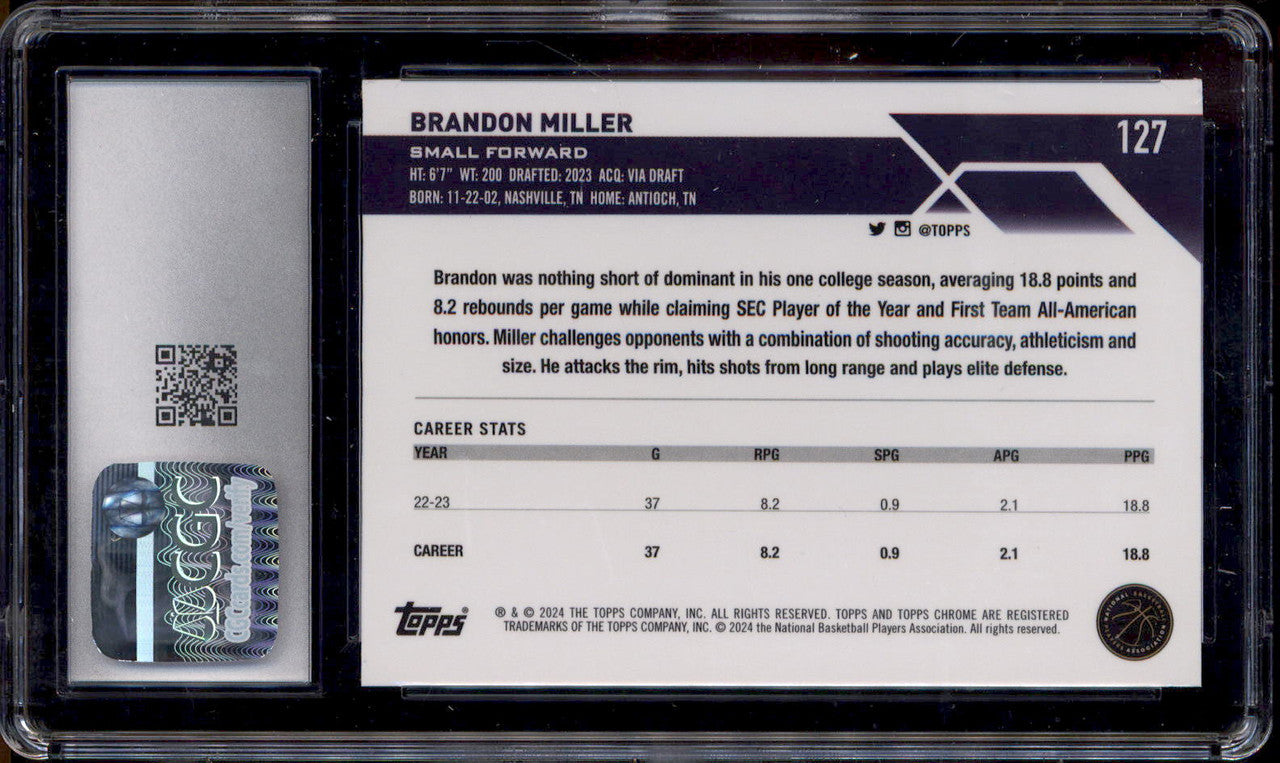 BRANDON MILLER
SMALL FORWARD
HT: 6'7" WT: 200 DRAFTED: 2023 ACQ: VIA DRAFT
BORN: 11-22-02, NASHVILLE, TN HOME: ANTIOCH, TN
127
@TOPPS
Brandon was nothing short of dominant in his one college season, averaging 18.8 points and
8.2 rebounds per game while claiming SEC Player of the Year and First Team All-American
honors. Miller challenges opponents with a combination of shooting accuracy, athleticism and
size. He attacks the rim, hits shots from long range and plays elite defense.
CAREER STATS
YEAR G RPG SPG APG PPG
22-23 37 8.2 0.9 2.1 18.8
CAREER 37 8.2 0.9 2.1 18.8
topps®
® & © 2024 THE TOPPS COMPANY, INC. ALL RIGHTS RESERVED. TOPPS AND TOPPS CHROME ARE REGISTERED
TRADEMARKS OF THE TOPPS COMPANY, INC. © 2024 the National Basketball Players Association. All rights reserved.
NATIONAL BASKETBALL PLAYERS ASSOCIATION
CGC